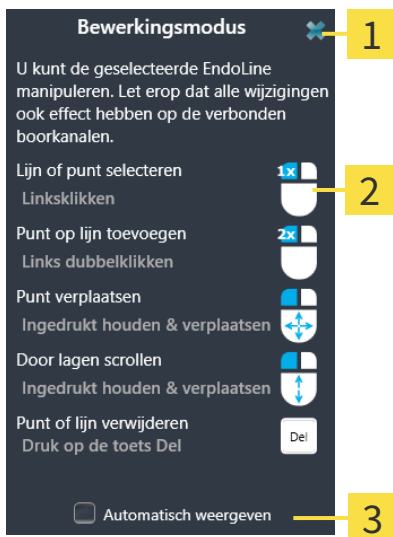 Bewerkingsmodus
1
U kunt de geselecteerde EndoLine
manipuleren. Let erop dat alle wijzigingen
ook effect hebben op de verbonden
boorkanalen.
Lijn of punt selecteren
1x
Linksklikken
2
Punt op lijn toevoegen
2x
Links dubbelklikken
Punt verplaatsen
Ingedrukt houden & verplaatsen
Door lagen scrollen
Ingedrukt houden & verplaatsen
Punt of lijn verwijderen
Druk op de toets Del
Del
Automatisch weergeven
3